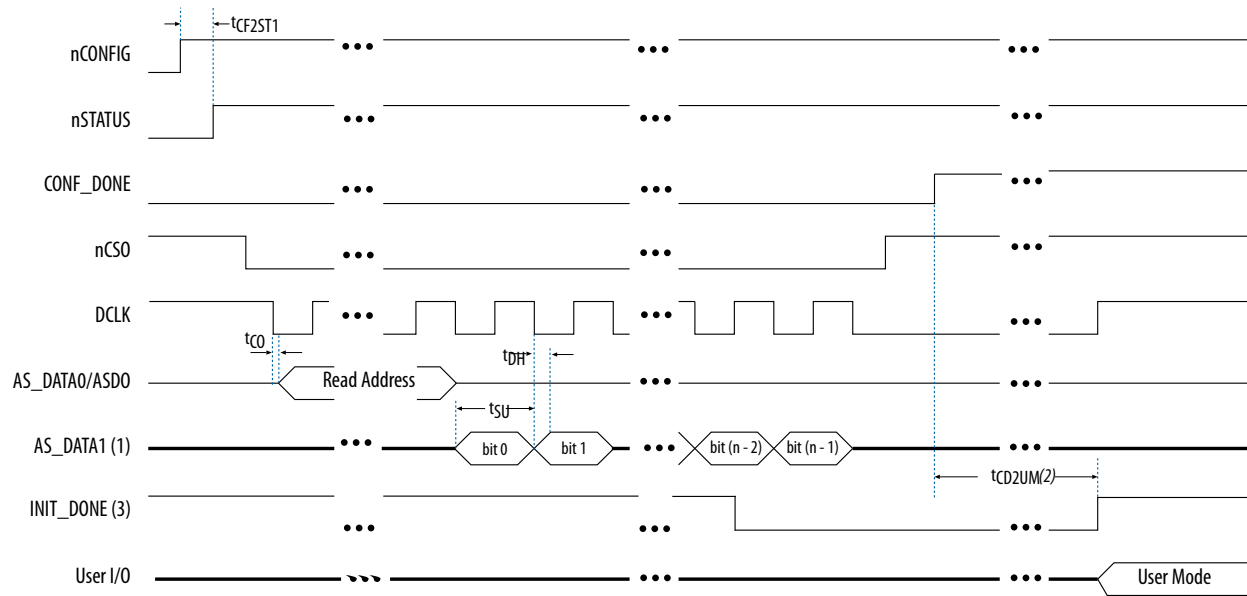 tCF2ST1
nCONFIG
nSTATUS
CONF_DONE
nCSO
DCLK
tCO
tDH
AS_DATA0/ASDO
Read Address
tSU
AS_DATA1 (1)
bit 0
bit 1
bit (n - 2)
bit (n - 1)
tCD2UM(2)
INIT_DONE (3)
User I/O
User Mode